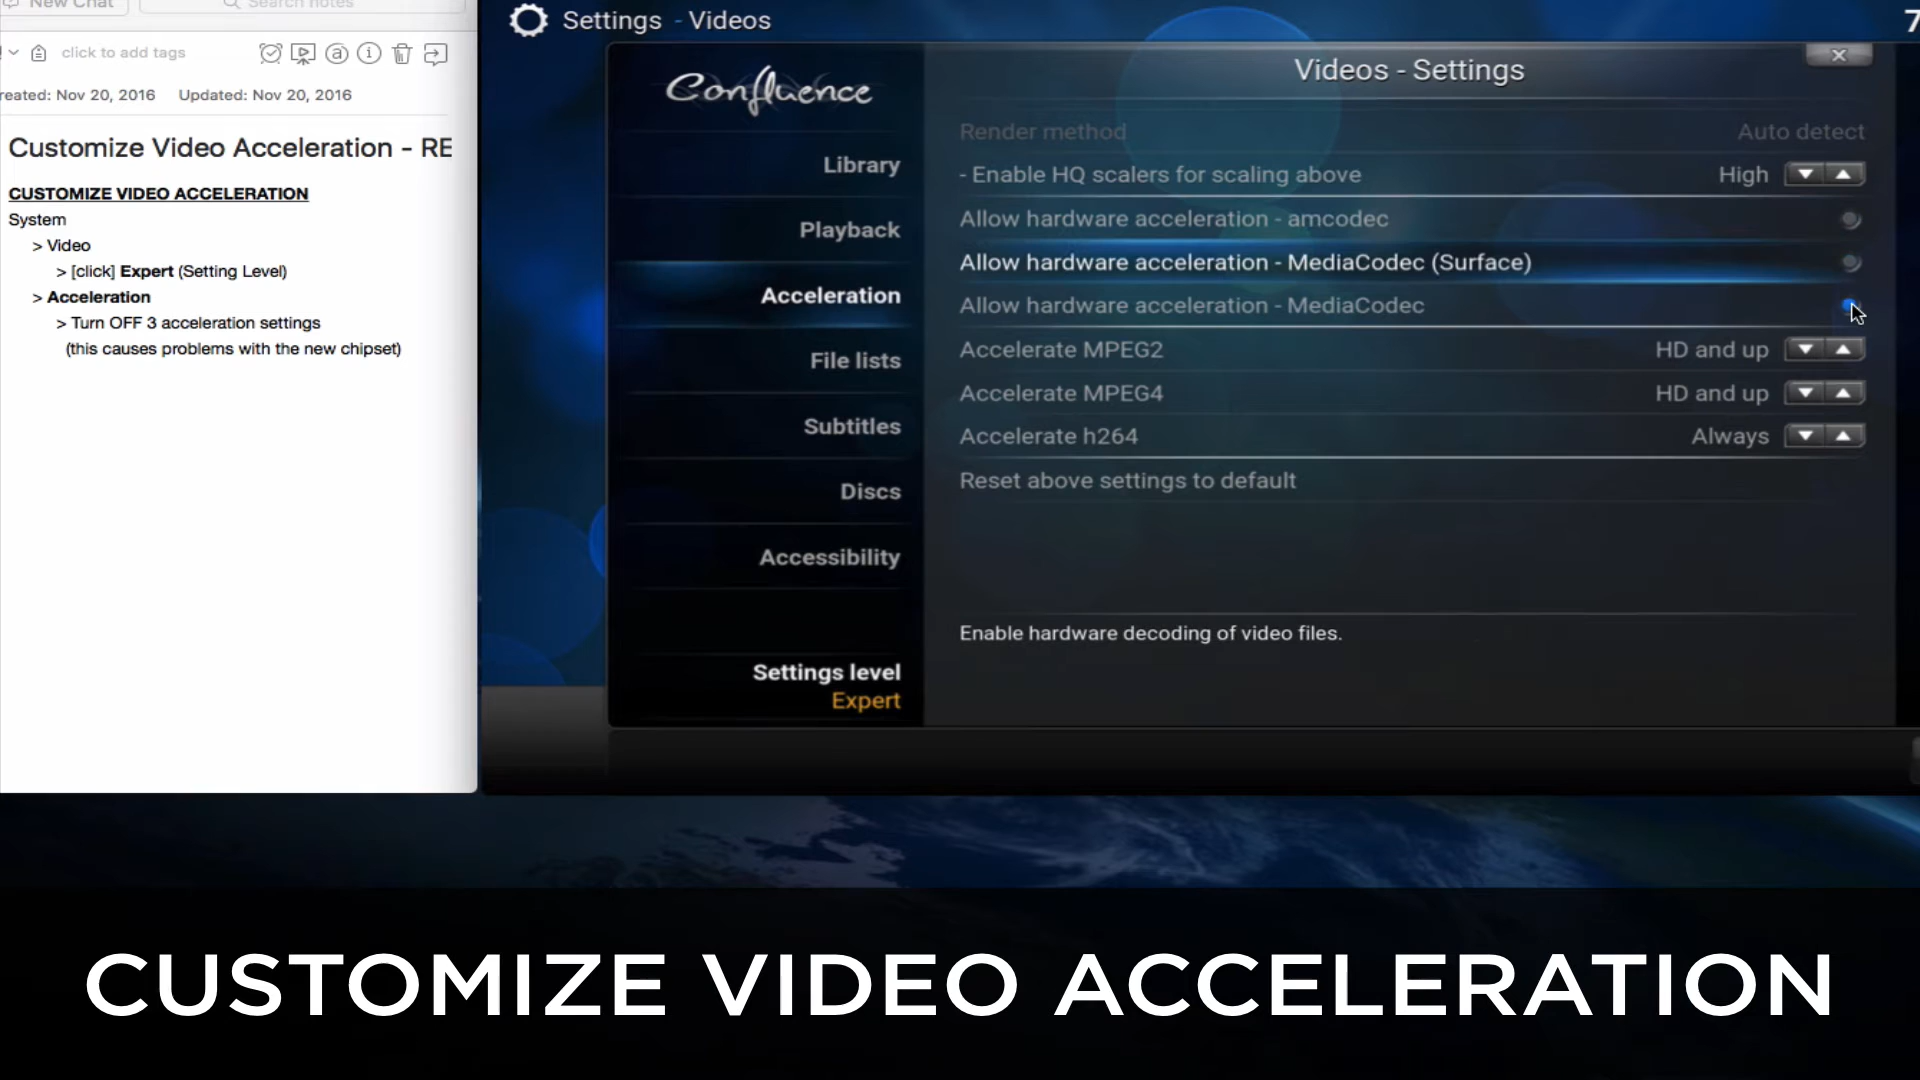 New Chat
Search notes
click to add tags
reated: Nov 20, 2016 Updated: Nov 20, 2016
Customize Video Acceleration - RE
CUSTOMIZE VIDEO ACCELERATION
System
> Video
> [click] Expert (Setting Level)
> Acceleration
> Turn OFF 3 acceleration settings
(this causes problems with the new chipset)
Settings - Videos
7
Confluence
Library
Playback
Acceleration
File lists
Subtitles
Discs
Accessibility
Settings level
Expert
Videos - Settings
Render method Auto detect
- Enable HQ scalers for scaling above High
Allow hardware acceleration - amcodec
Allow hardware acceleration - MediaCodec (Surface)
Allow hardware acceleration - MediaCodec
Accelerate MPEG2 HD and up
Accelerate MPEG4 HD and up
Accelerate h264 Always
Reset above settings to default
Enable hardware decoding of video files.
CUSTOMIZE VIDEO ACCELERATION